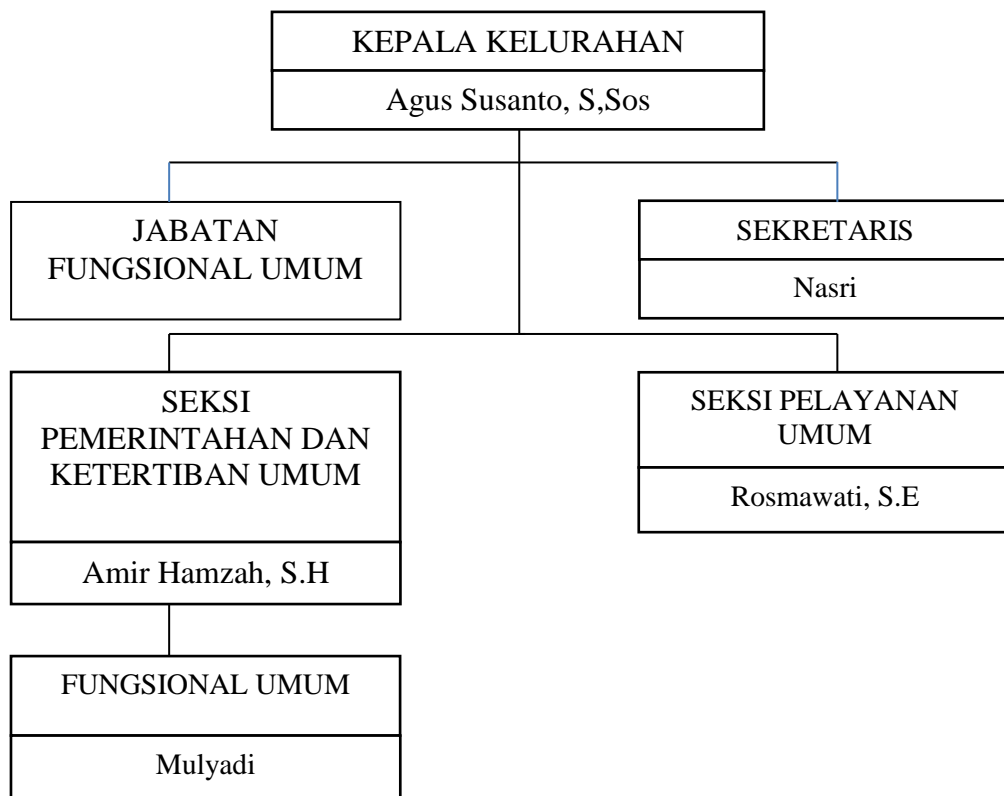 KEPALA KELURAHAN
Agus Susanto, S,Sos
JABATAN
FUNGSIONAL UMUM
SEKRETARIS
Nasri
SEKSI
PEMERINTAHAN DAN
KETERTIBAN UMUM
Amir Hamzah, S.H
SEKSI PELAYANAN
UMUM
Rosmawati, S.E
FUNGSIONAL UMUM
Mulyadi